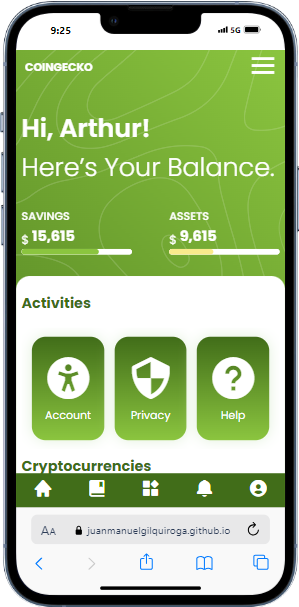 9:25
5G
COINGECKO
Hi, Arthur!
Here's Your Balance.
SAVINGS ASSETS
$ 15,615 $ 9,615
Activities
Account Privacy Help
Cryptocurrencies
AA juanmanuelgilquiroga.github.io